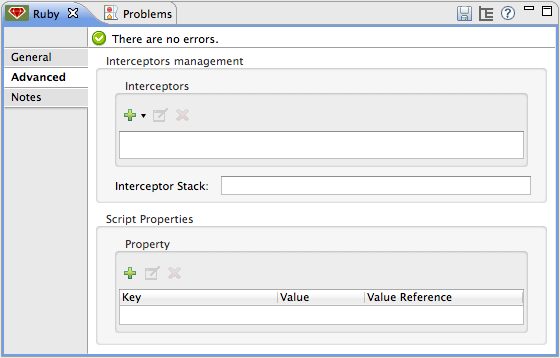 Ruby Problems
There are no errors.
General
Advanced
Notes
Interceptors management
Interceptors
Interceptor Stack:
Script Properties
Property
Key Value Value Reference